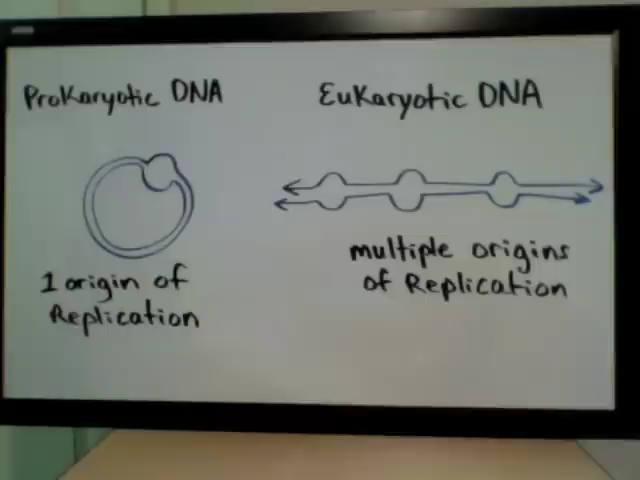 Prokaryotic DNA
Eukaryotic DNA
1 origin of
Replication
multiple origins
of Replication